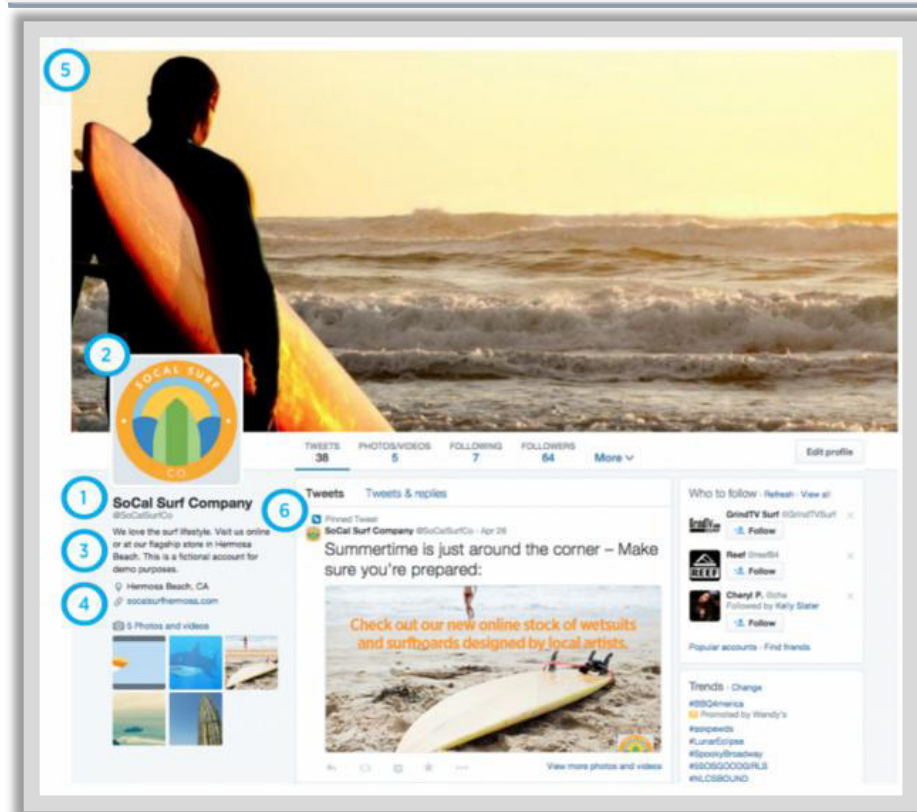 5
2
SOCAL SURF
CO
TWEETS PHOTOS/VIDEOS FOLLOWING FOLLOWERS
38 5 7 64 More
Edit profile
1
SoCal Surf Company
@SoCalSurfCo
3
We love the surf lifestyle. Visit us online
or at our flagship store in Hermosa
Beach. This is a fictional account for
demo purposes.
Hermosa Beach, CA
4
socalsurfhermosa.com
5 Photos and videos
6
Tweets Tweets & replies
Pinned Tweet
SoCal Surf Company @SoCalSurfCo · Apr 28
Summertime is just around the corner – Make
sure you're prepared:
Check out our new online stock of wetsuits
and surfboards designed by local artists.
View more photos and videos
Who to follow · Refresh · View all
GrindTV Surf @GrindTVSurf
Follow
REEF
Reef
Follow
Cheryl P. @che
Followed by Kelly Slater
Follow
Popular accounts · Find friends
Trends · Change
#BBQAmerica
Promoted by Wendy's
#LunarEclipse
#SpookyBroadway
#NLCSBOUND